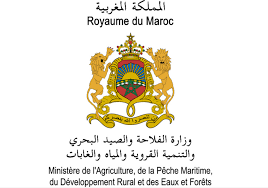 المملكة المغربية
Royaume du Maroc
وزارة الفلاحة والصيد البحري
والتنمية القروية والمياه والغابات
Ministère de l'Agriculture, de la Pêche Maritime,
du Développement Rural et des Eaux et Forêts